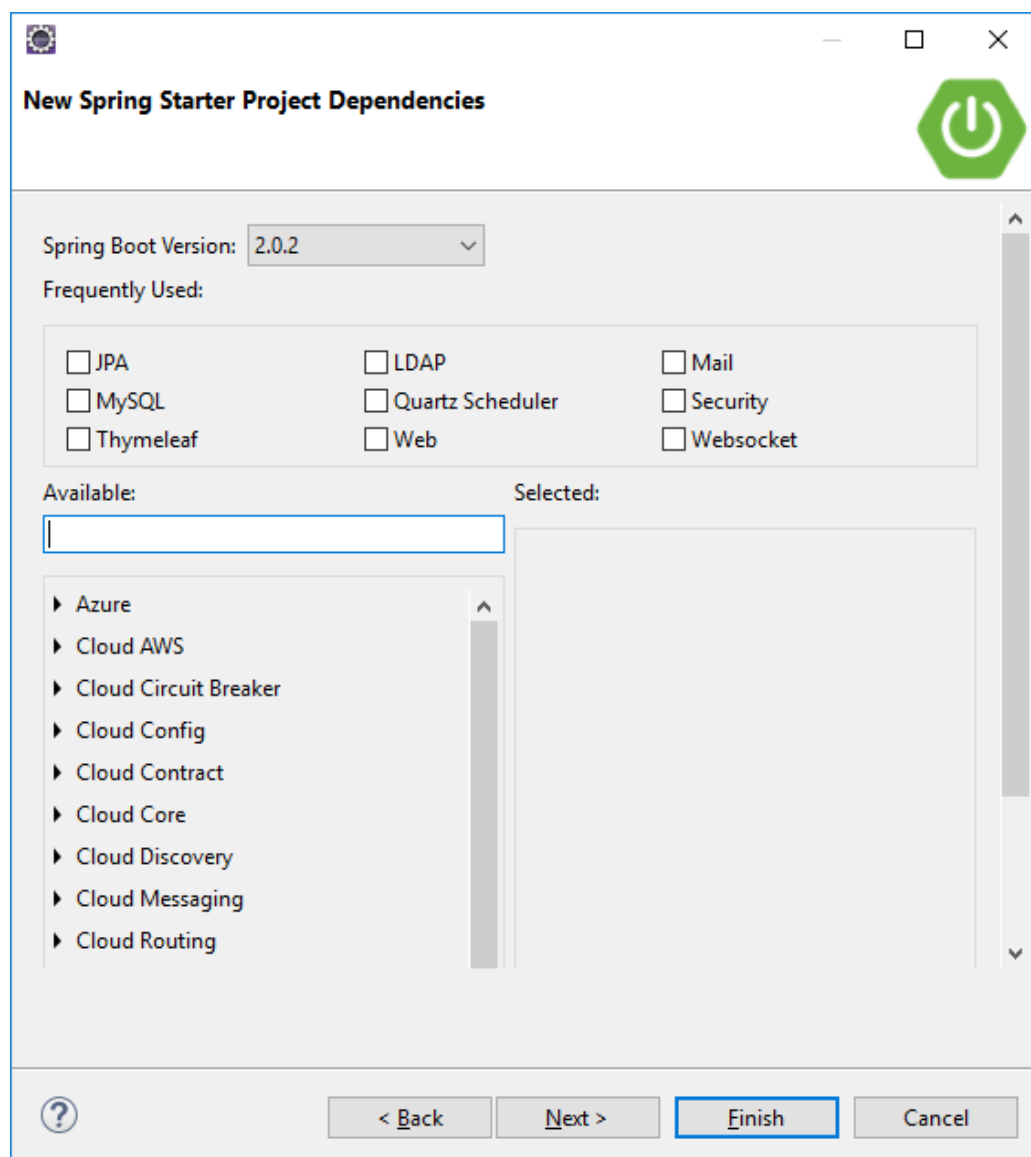 New Spring Starter Project Dependencies
Spring Boot Version: 2.0.2
Frequently Used:
JPA LDAP Mail
MySQL Quartz Scheduler Security
Thymeleaf Web Websocket
Available: Selected:
Azure
Cloud AWS
Cloud Circuit Breaker
Cloud Config
Cloud Contract
Cloud Core
Cloud Discovery
Cloud Messaging
Cloud Routing
? < Back Next > Finish Cancel